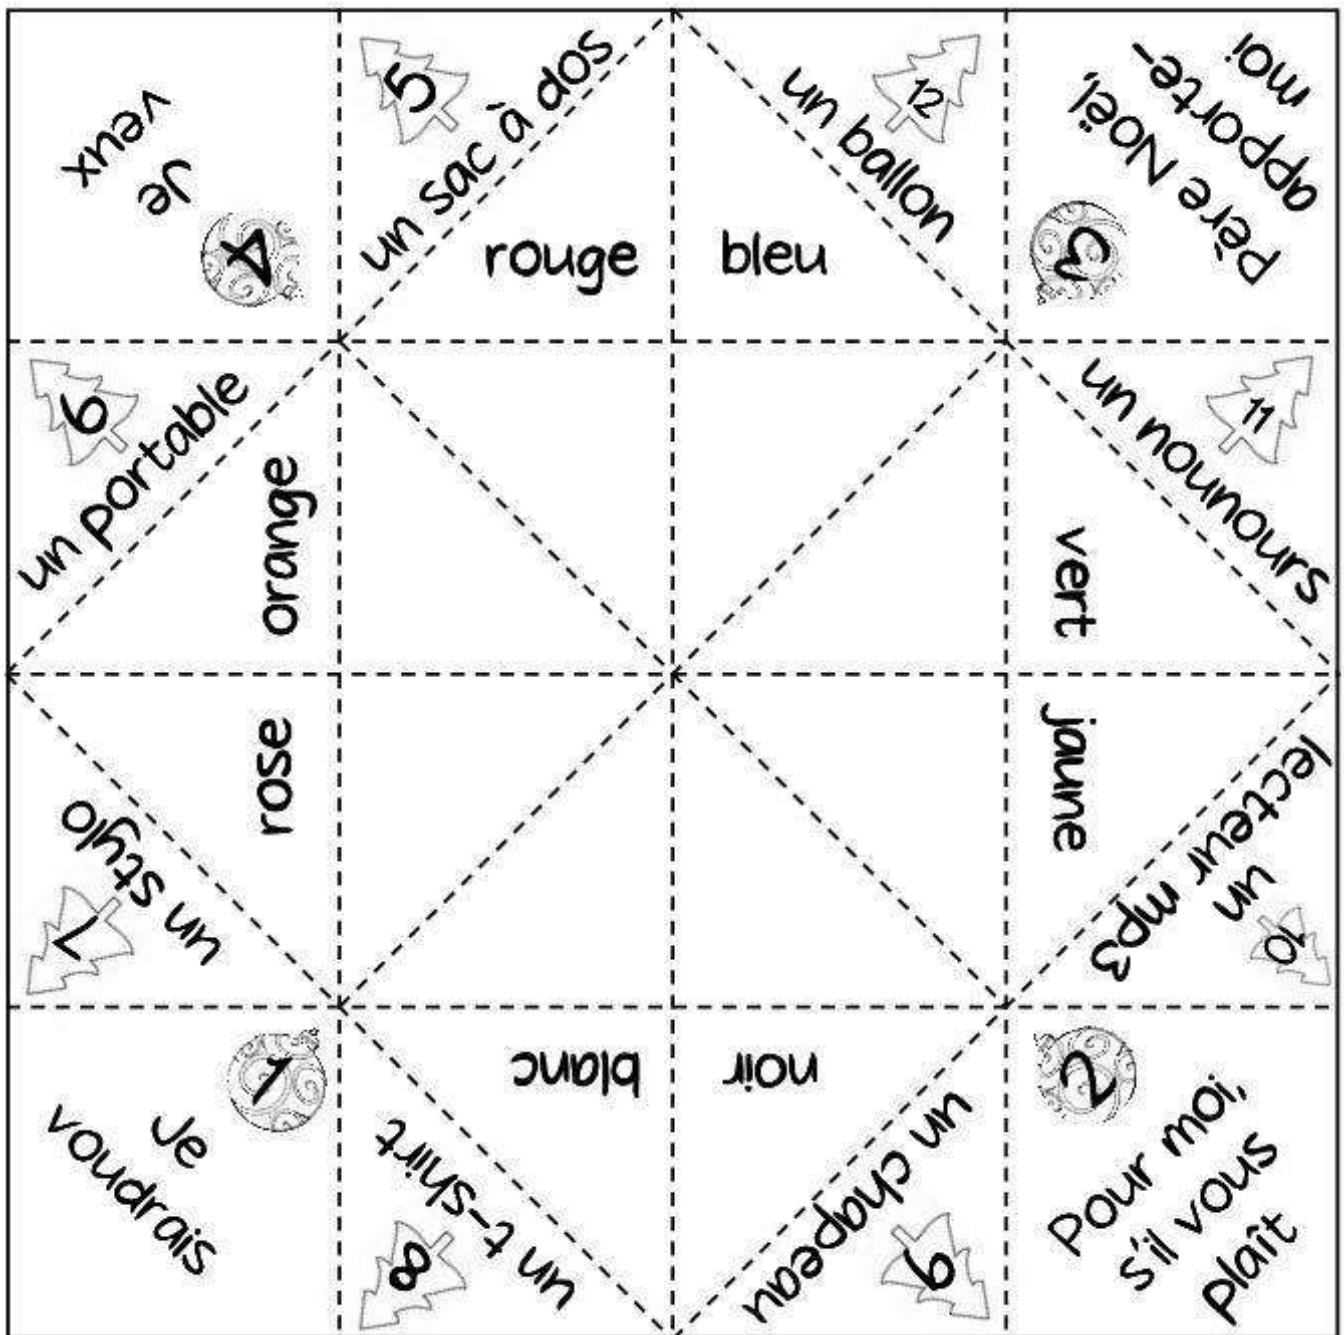 Je
veux
4
5
un sac à dos
rouge
12
un ballon
bleu
père Noël,
apporte-
moi
3
6
un portable
orange
11
un nounours
vert
rose
7
un stylo
jaune
un
lecteur mp3
10
1
Je
voudrais
blanc
8
un t-shirt
noir
un chapeau
9
2
Pour moi,
s'il vous
plaît